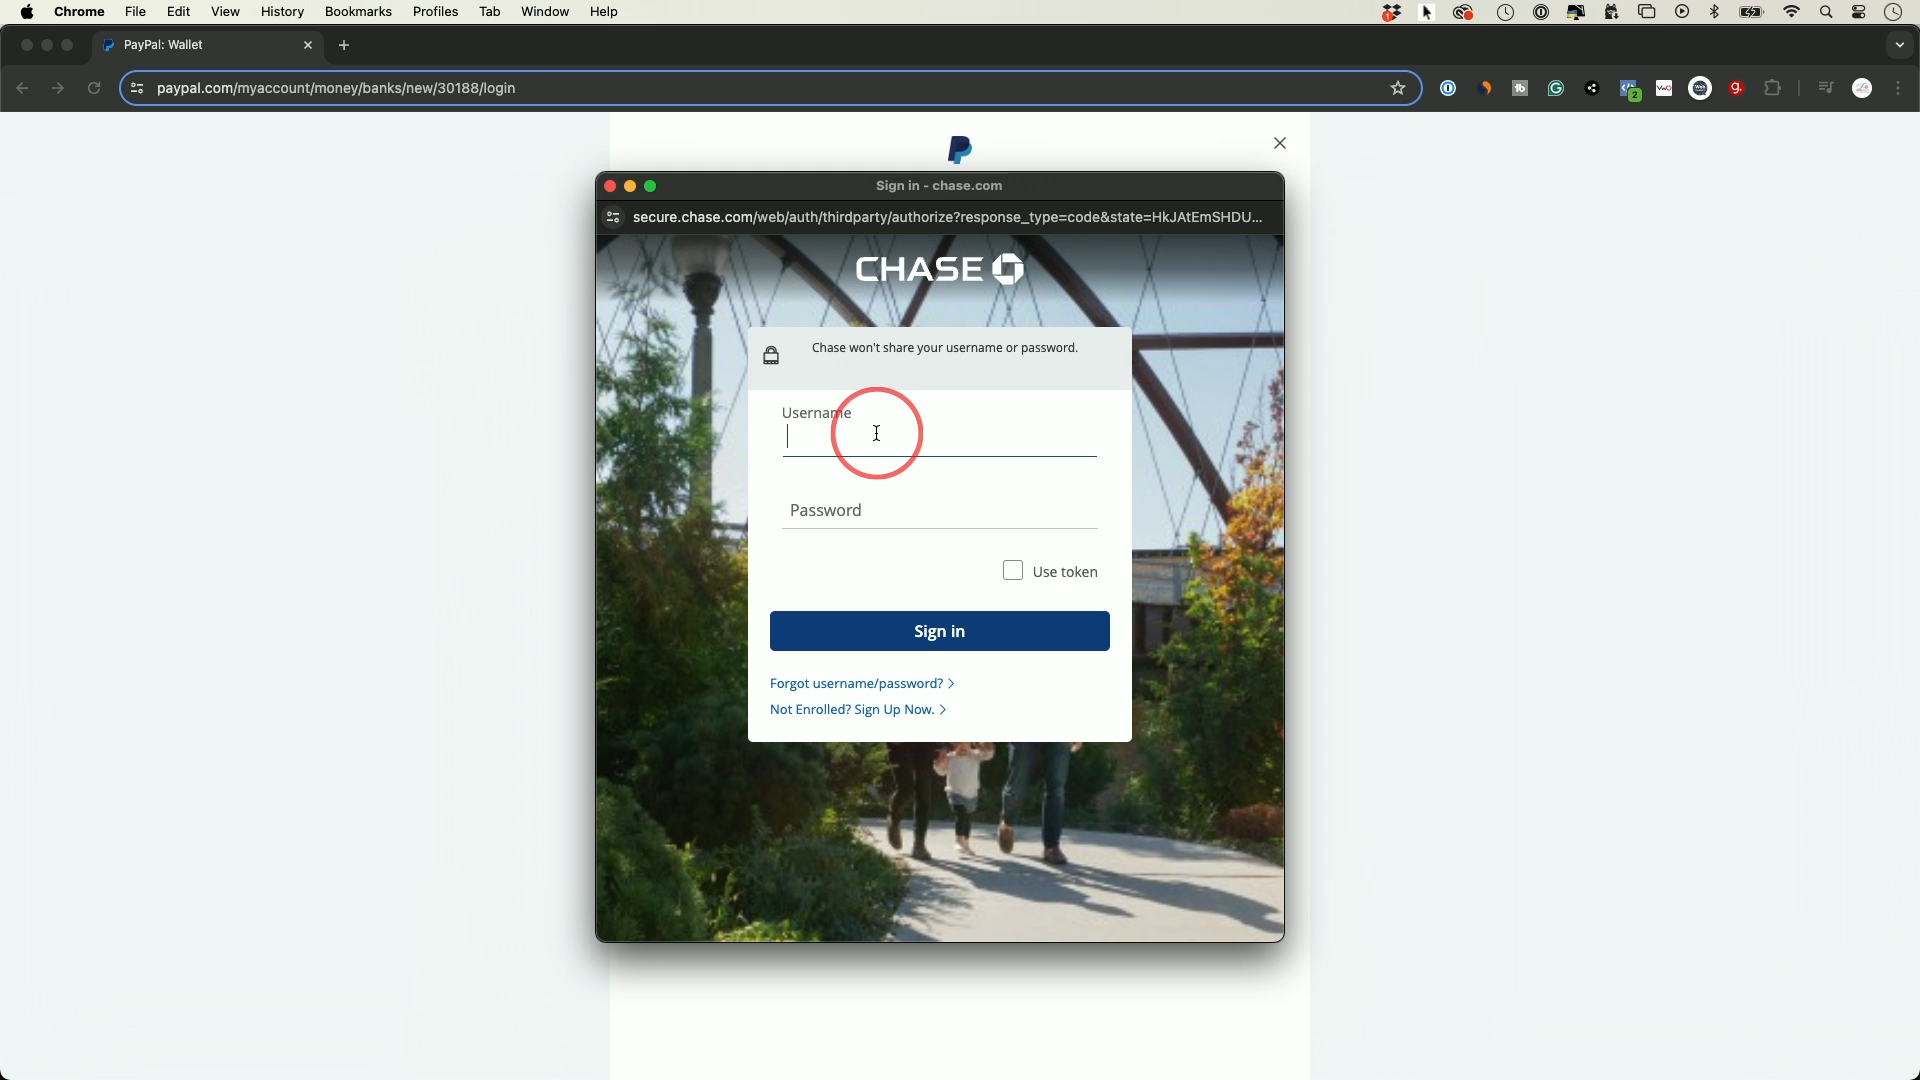 Chrome File Edit View History Bookmarks Profiles Tab Window Help
PayPal: Wallet
paypal.com/myaccount/money/banks/new/30188/login
2
Sign in - chase.com
secure.chase.com/web/auth/thirdparty/authorize?response_type=code&state=HkJAtEmSHDU...
CHASE
Chase won't share your username or password.
Username
Password
Use token
Sign in
Forgot username/password?
Not Enrolled? Sign Up Now.